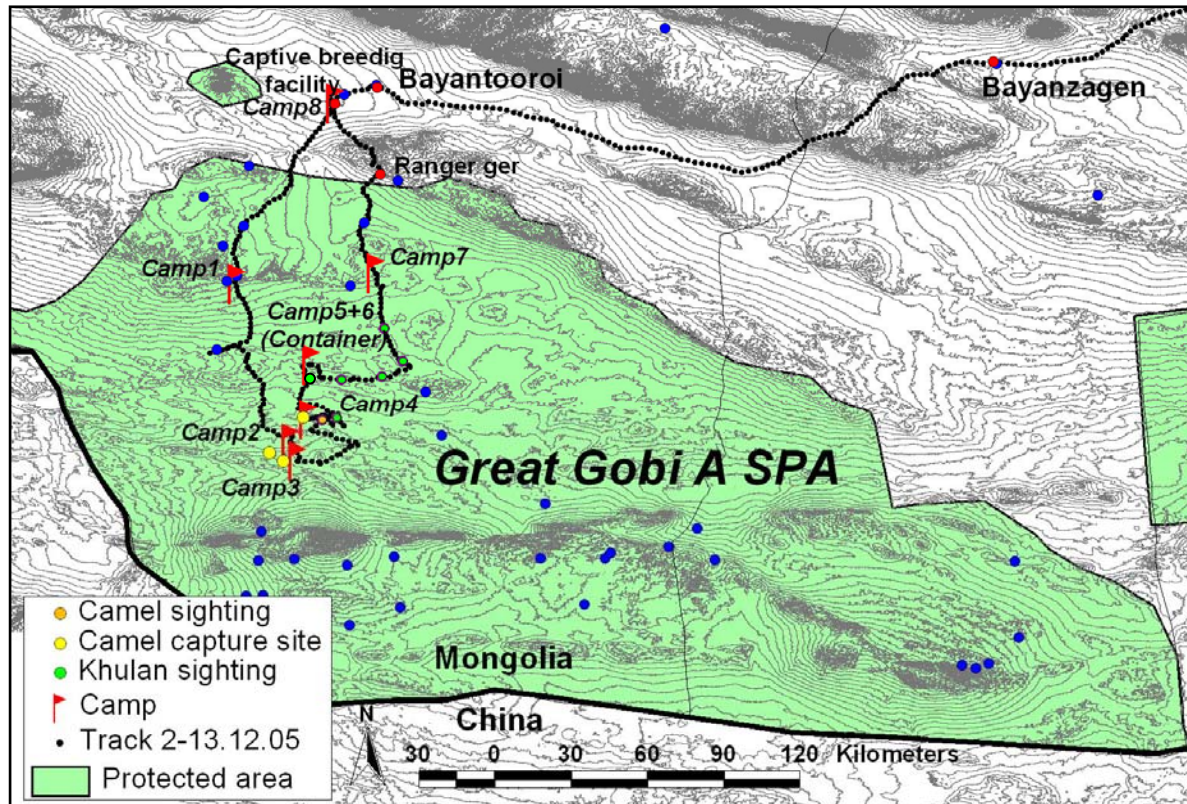 Captive breedig
facility
Camp8
Bayantooroi
Bayanzagen
Ranger ger
Camp1
Camp7
Camp5+6
(Container)
Camp4
Camp2
Camp3
Great Gobi A SPA
Mongolia
China
Camel sighting
Camel capture site
Khulan sighting
Camp
Track 2-13.12.05
Protected area
N
30 0 30 60 90 120 Kilometers